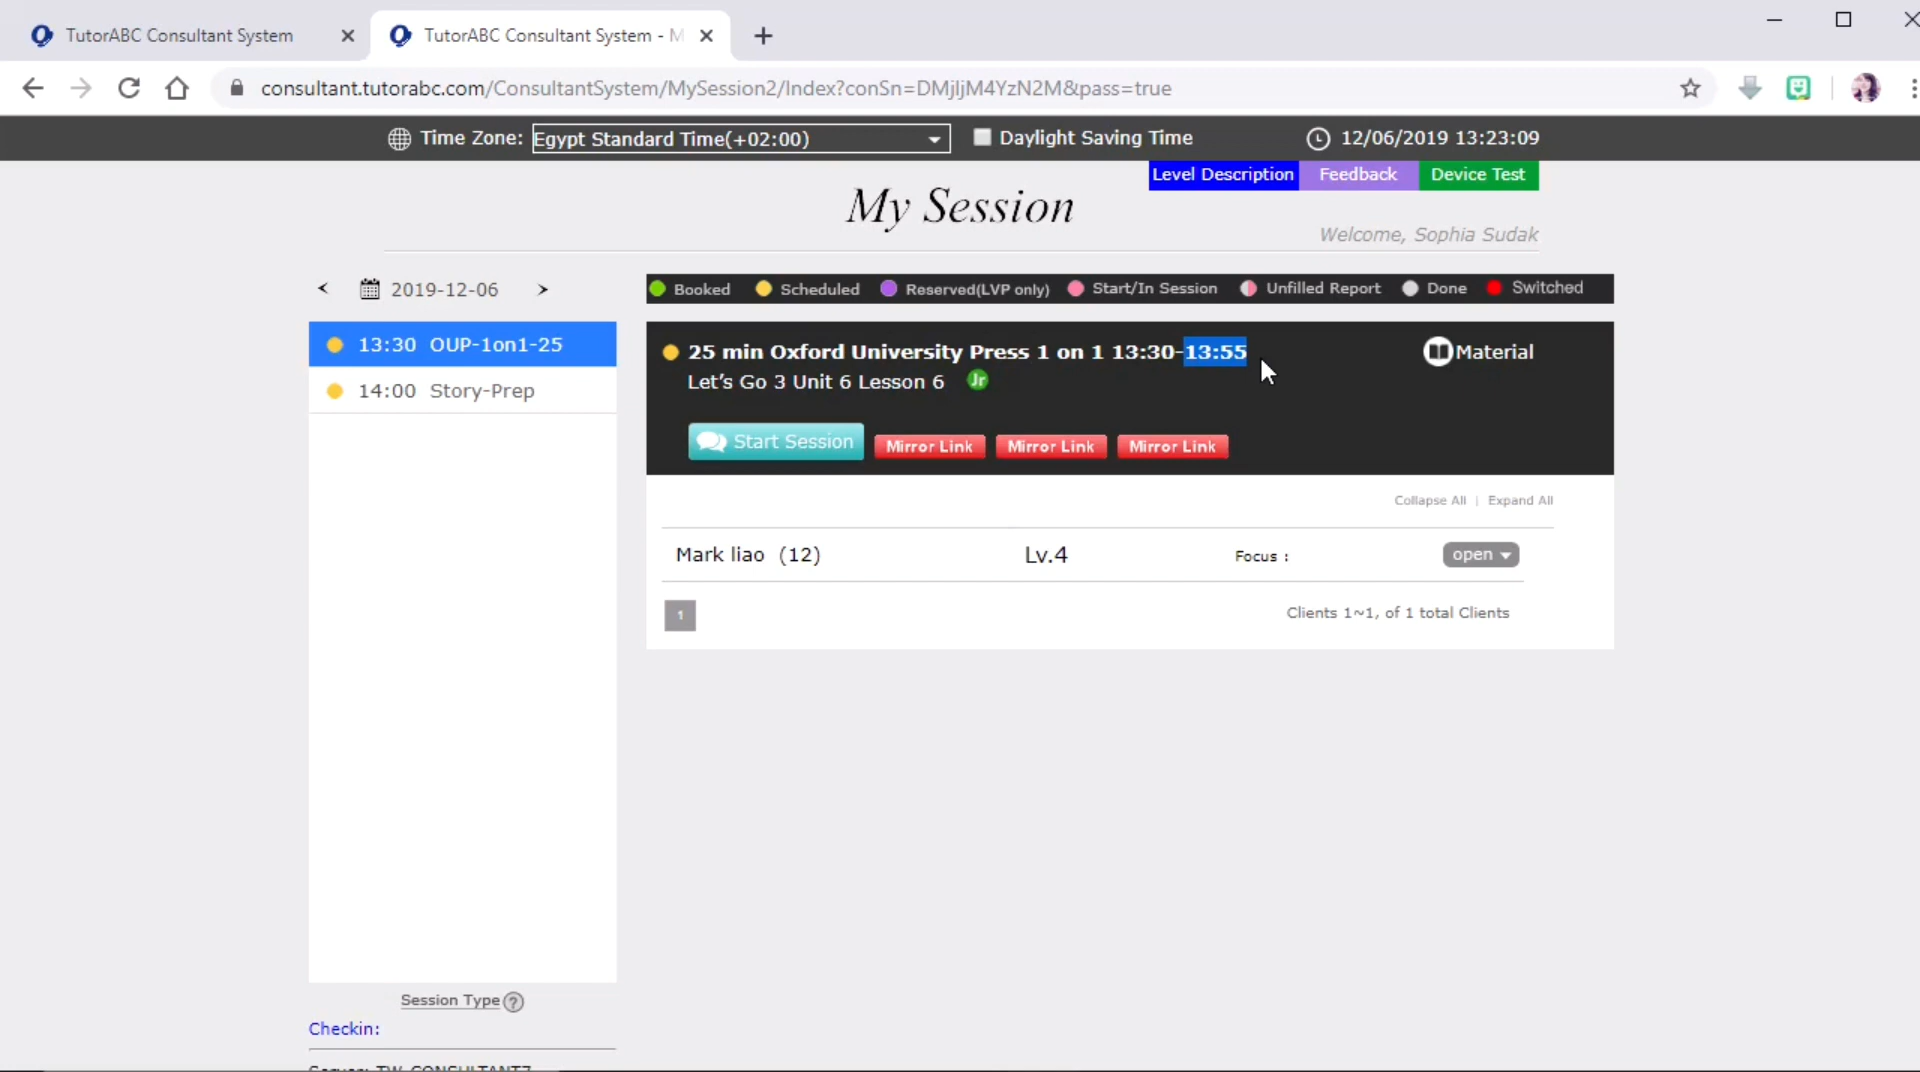 TutorABC Consultant System
TutorABC Consultant System - M
consultant.tutorabc.com/ConsultantSystem/MySession2/Index?conSn=DMjljM4YzN2M&pass=true
Time Zone: Egypt Standard Time(+02:00) Daylight Saving Time 12/06/2019 13:23:09
Level Description Feedback Device Test
My Session
Welcome, Sophia Sudak
< 2019-12-06 >
Booked Scheduled Reserved(LVP only) Start/In Session Unfilled Report Done Switched
13:30 OUP-1on1-25
14:00 Story-Prep
25 min Oxford University Press 1 on 1 13:30-13:55 Material
Let's Go 3 Unit 6 Lesson 6 Jr
Start Session Mirror Link Mirror Link Mirror Link
Collapse All | Expand All
Mark liao (12) Lv.4 Focus : open
1 Clients 1~1, of 1 total Clients
Session Type ?
Checkin:
Server: TW-CONSULTANT7